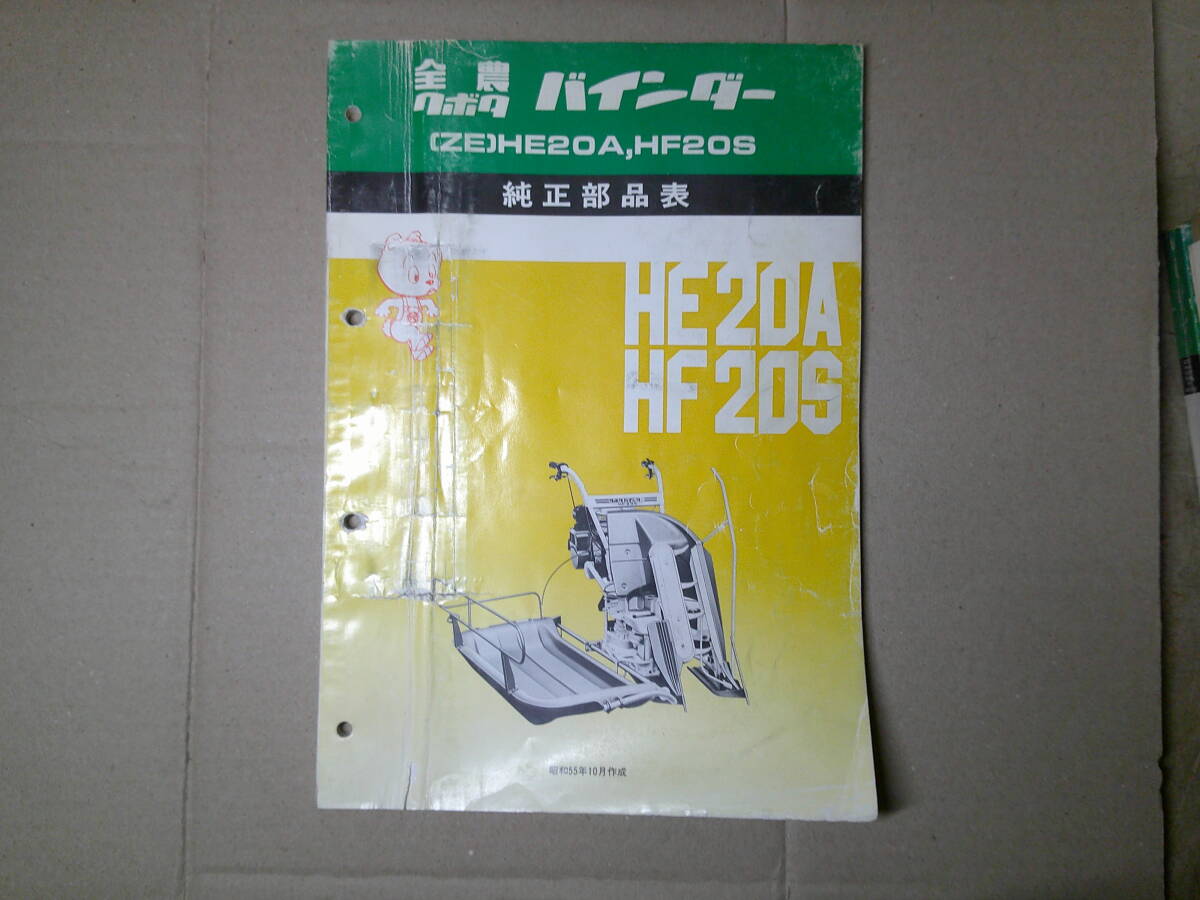 全農
クボタ バインダー
(ZE)HE20A,HF20S
純正部品表
HE20A
HF20S
昭和55年10月作成